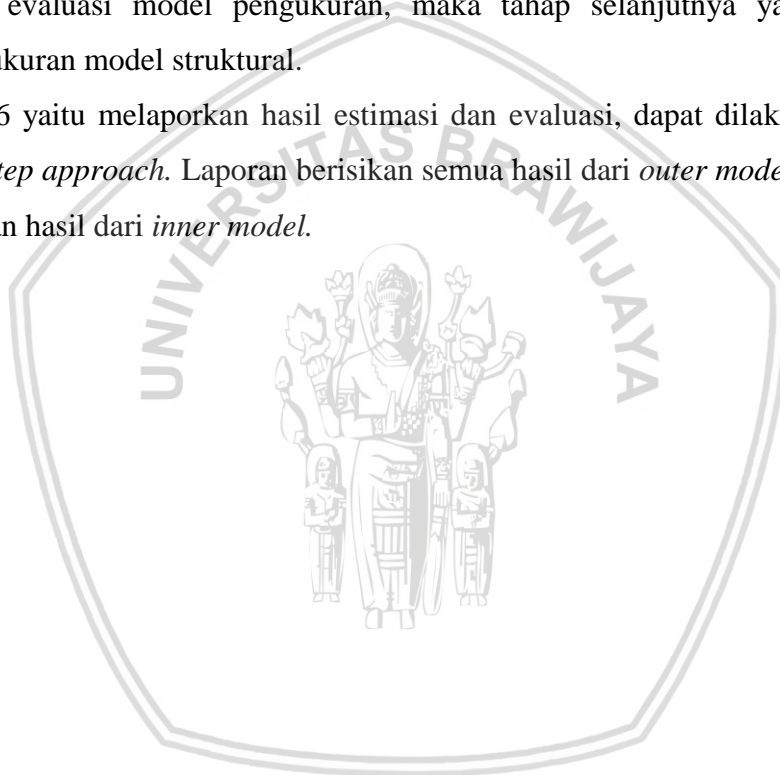 evaluasi model pengukuran, maka tahap selanjutnya ya
ukuran model struktural.
6 yaitu melaporkan hasil estimasi dan evaluasi, dapat dilak
tep approach. Laporan berisikan semua hasil dari outer mode
n hasil dari inner model.
UNIVERSITAS BRAWIJAYA